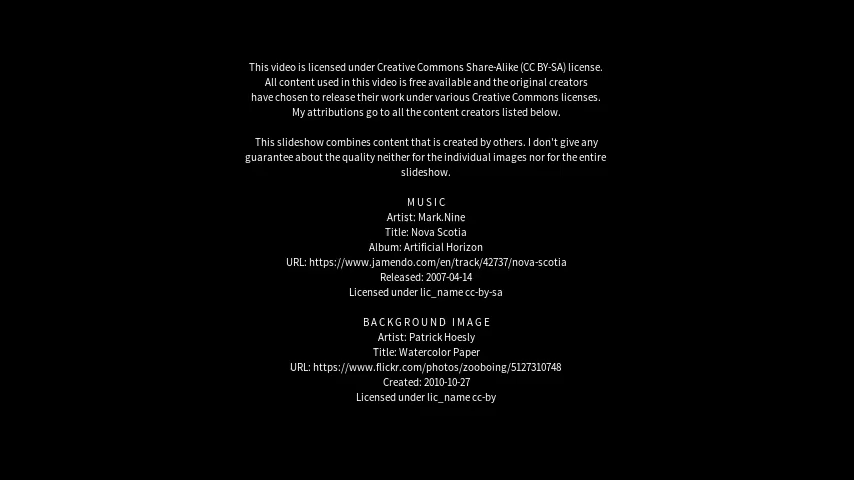 This video is licensed under Creative Commons Share-Alike (CC BY-SA) license.
All content used in this video is free available and the original creators
have chosen to release their work under various Creative Commons licenses.
My attributions go to all the content creators listed below.
This slideshow combines content that is created by others. I don't give any
guarantee about the quality neither for the individual images nor for the entire
slideshow.
MUSIC
Artist: Mark.Nine
Title: Nova Scotia
Album: Artificial Horizon
URL: https://www.jamendo.com/en/track/42737/nova-scotia
Released: 2007-04-14
Licensed under lic_name cc-by-sa
BACKGROUND IMAGE
Artist: Patrick Hoesly
Title: Watercolor Paper
URL: https://www.flickr.com/photos/zooboing/5127310748
Created: 2010-10-27
Licensed under lic_name cc-by